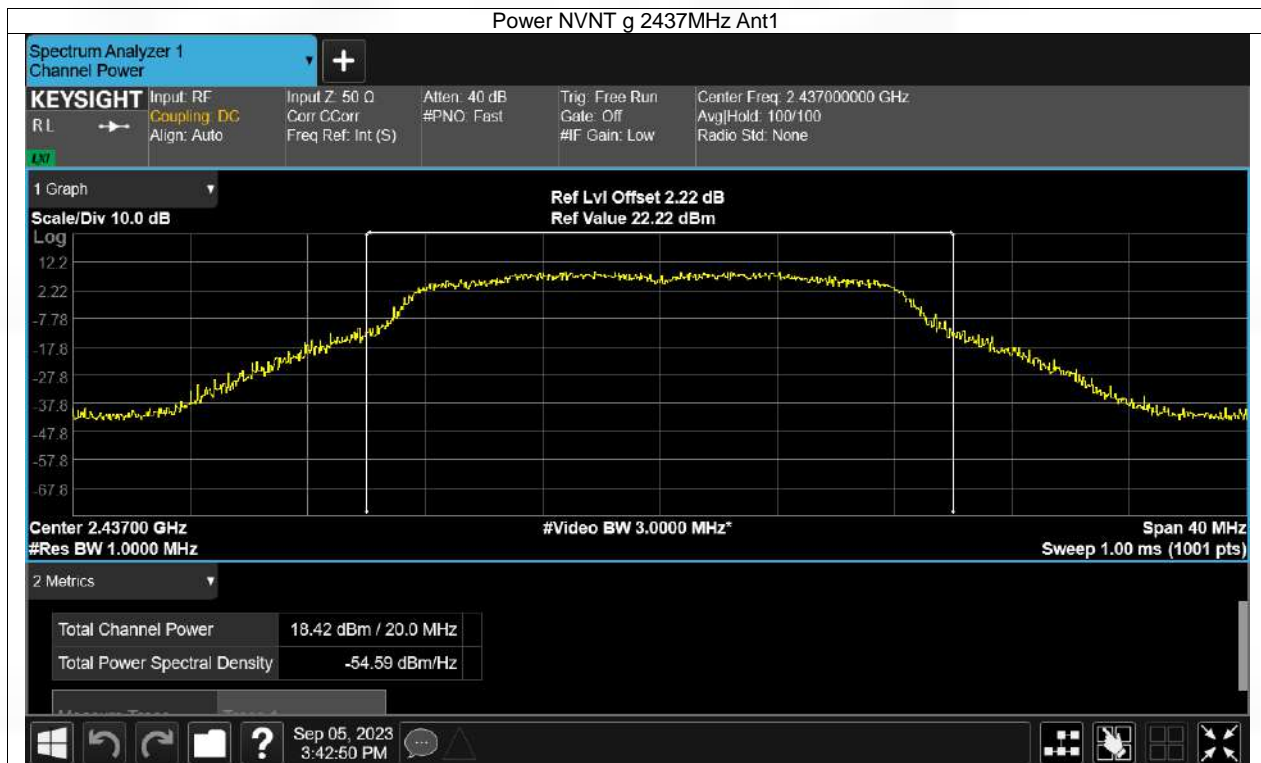 Power NVNT g 2437MHz Ant1
Spectrum Analyzer 1
Channel Power
KEYSIGHT
RL
LXI
Input: RF
Coupling: DC
Align: Auto
Input Z: 50 Ω
Corr CCorr
Freq Ref: Int (S)
Atten: 40 dB
#PNO: Fast
Trig: Free Run
Gate: Off
#IF Gain: Low
Center Freq: 2.437000000 GHz
Avg|Hold: 100/100
Radio Std: None
1 Graph
Scale/Div 10.0 dB
Ref Lvl Offset 2.22 dB
Ref Value 22.22 dBm
Log
12.2
2.22
-7.78
-17.8
-27.8
-37.8
-47.8
-57.8
-67.8
Center 2.43700 GHz
#Video BW 3.0000 MHz*
Span 40 MHz
#Res BW 1.0000 MHz
Sweep 1.00 ms (1001 pts)
2 Metrics
Total Channel Power 18.42 dBm / 20.0 MHz
Total Power Spectral Density -54.59 dBm/Hz
?
Sep 05, 2023
3:42:50 PM